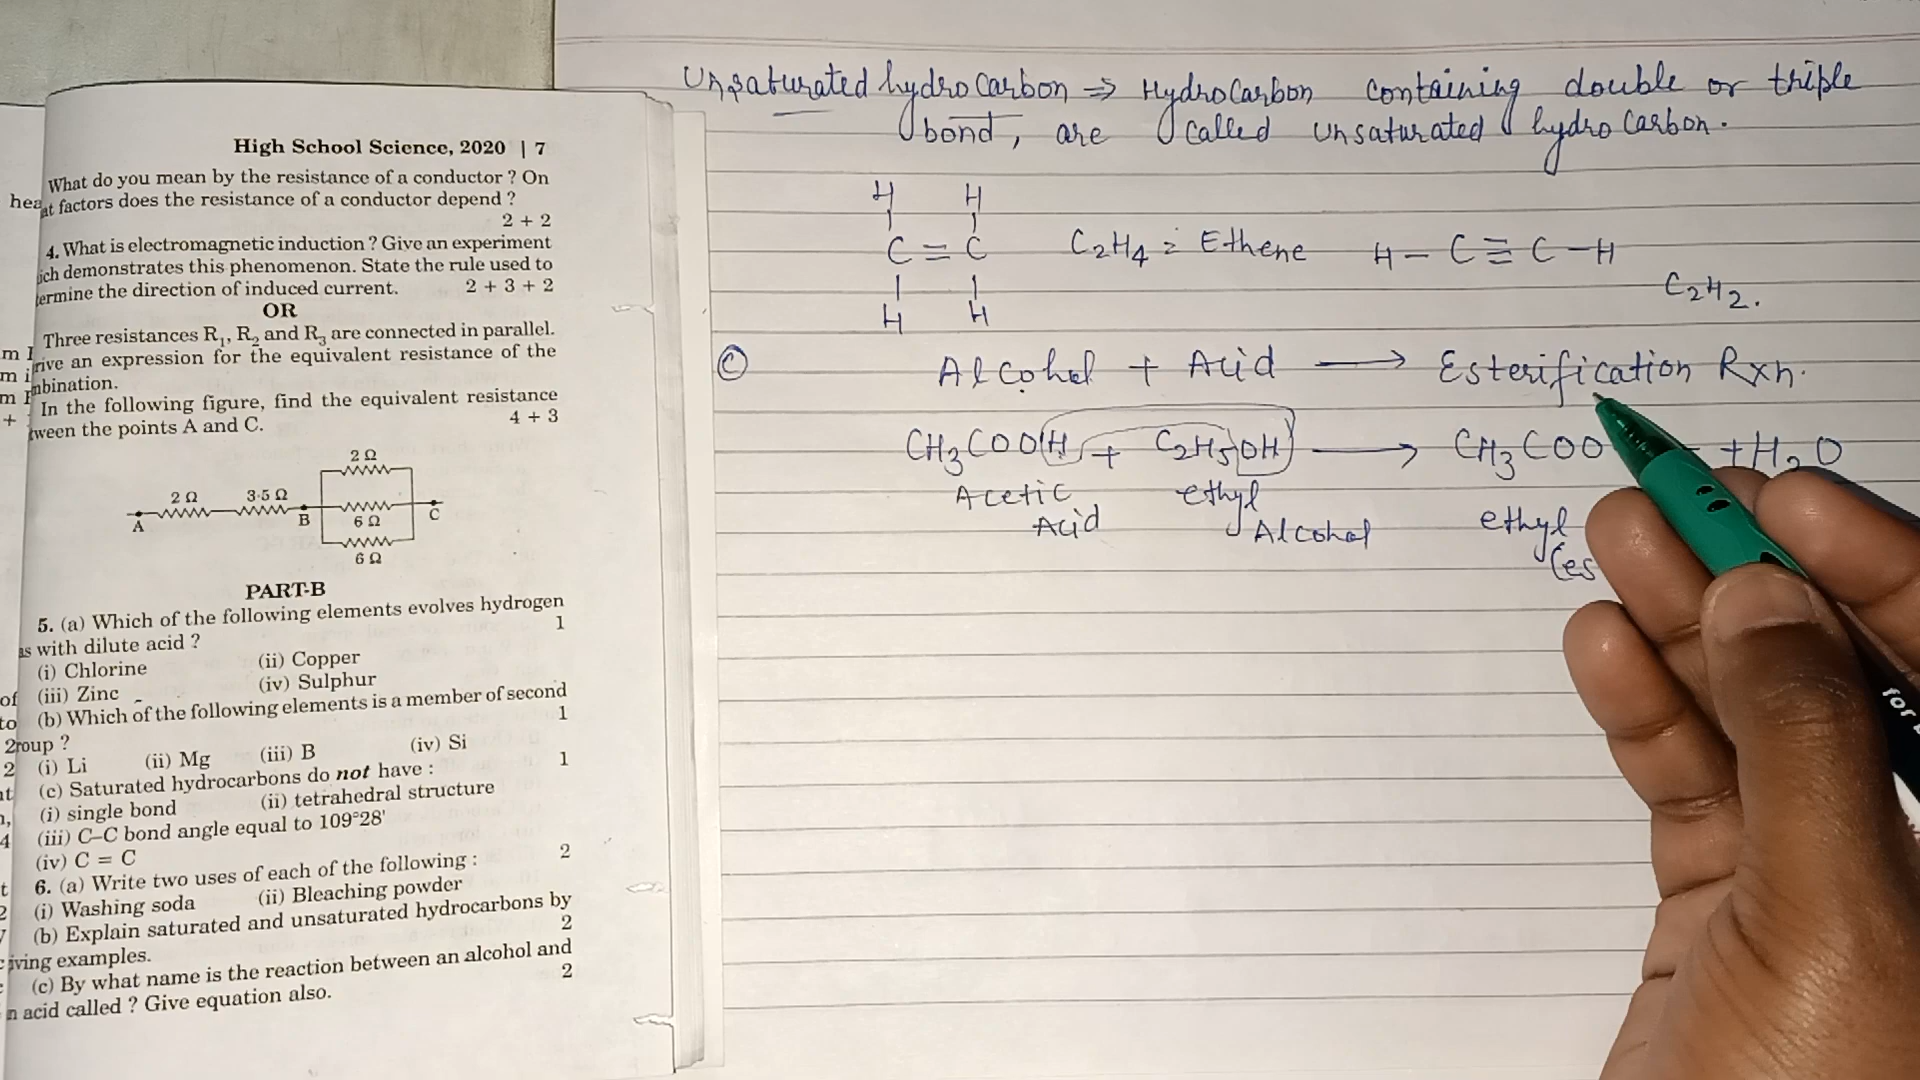 High School Science, 2020 | 7
What do you mean by the resistance of a conductor ? On
hea
at factors does the resistance of a conductor depend ?
2 + 2
4. What is electromagnetic induction ? Give an experiment
ich demonstrates this phenomenon. State the rule used to
termine the direction of induced current. 2 + 3 + 2
OR
Three resistances R₁, R₂ and R₃ are connected in parallel.
rive an expression for the equivalent resistance of the
mbination.
In the following figure, find the equivalent resistance
tween the points A and C. 4 + 3
2 Ω
2 Ω 3·5 Ω
A B 6 Ω C
6 Ω
PART-B
5. (a) Which of the following elements evolves hydrogen
as with dilute acid ? 1
(i) Chlorine (ii) Copper
(iii) Zinc (iv) Sulphur
(b) Which of the following elements is a member of second
roup ? 1
(i) Li (ii) Mg (iii) B (iv) Si
(c) Saturated hydrocarbons do not have : 1
(i) single bond (ii) tetrahedral structure
(iii) C–C bond angle equal to 109°28'
(iv) C = C
6. (a) Write two uses of each of the following : 2
(i) Washing soda (ii) Bleaching powder
(b) Explain saturated and unsaturated hydrocarbons by
iving examples. 2
(c) By what name is the reaction between an alcohol and
n acid called ? Give equation also. 2
Unsaturated hydrocarbon ⇒ Hydrocarbon containing double or triple
bond, are called unsaturated hydrocarbon.
H H
C = C C₂H₄ = Ethene H – C ≡ C – H
C₂H₂.
H H
(c) Alcohol + Acid ⟶ Esterification Rxn.
CH₃COOH + C₂H₅OH ⟶ CH₃COO +H₂O
Acetic ethyl
Acid Alcohol ethyl
(es
for